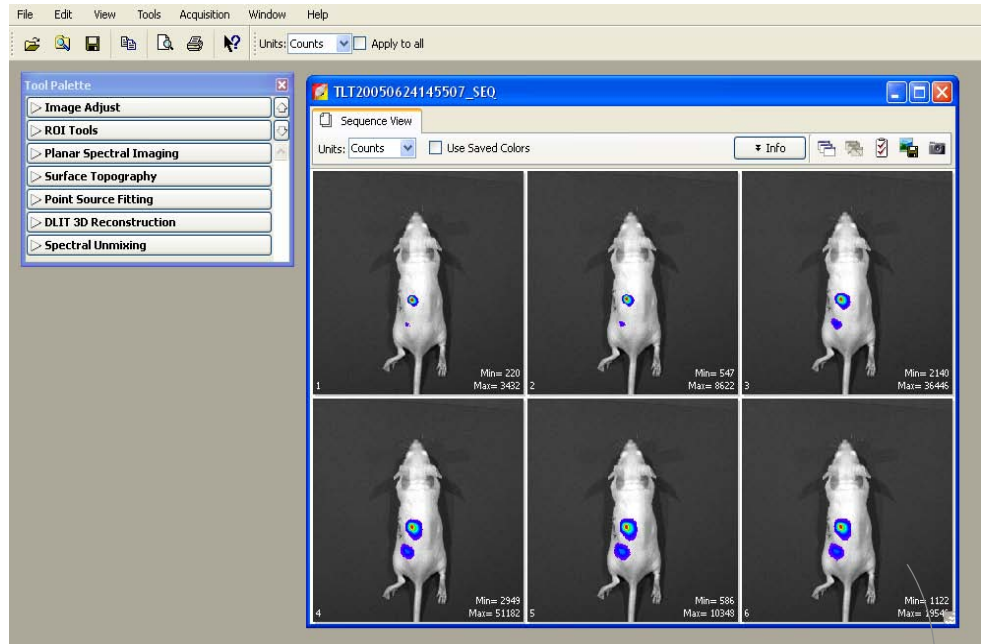 File Edit View Tools Acquisition Window Help
Units: Counts Apply to all
Tool Palette
Image Adjust
ROI Tools
Planar Spectral Imaging
Surface Topography
Point Source Fitting
DLIT 3D Reconstruction
Spectral Unmixing
TLT20050624145507_SEQ
Sequence View
Units: Counts Use Saved Colors Info
Min= 220
1 Max= 3432
Min= 547
2 Max= 8622
Min= 2140
3 Max= 36446
Min= 2949
4 Max= 51182
Min= 586
5 Max= 10348
Min= 1122
6 Max=